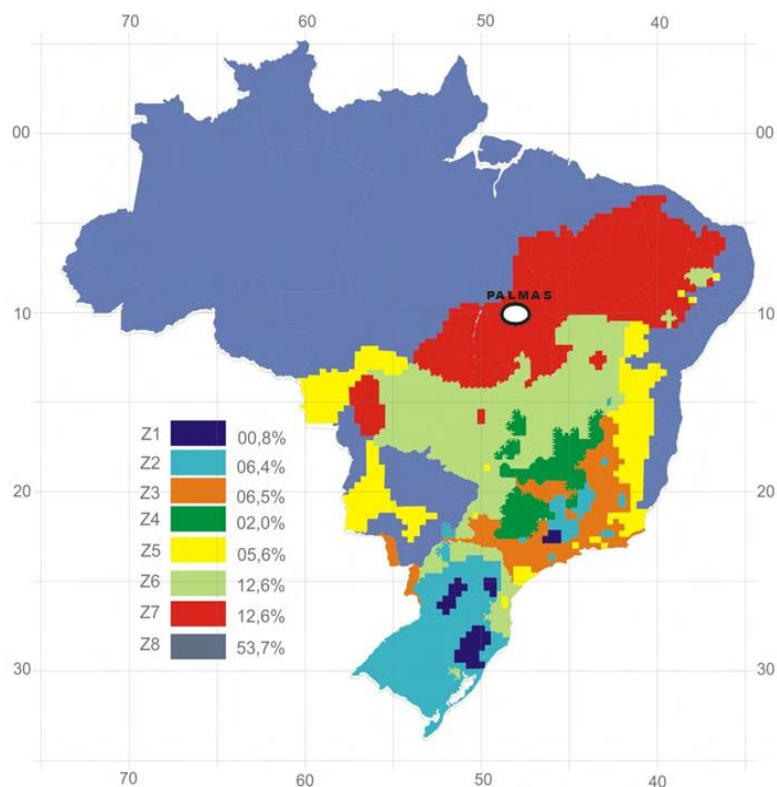 70 60 50 40
00 00
PALMAS
10 10
Z1 00,8%
Z2 06,4%
Z3 06,5%
Z4 02,0%
20 20
Z5 05,6%
Z6 12,6%
Z7 12,6%
Z8 53,7%
30 30
70 60 50 40